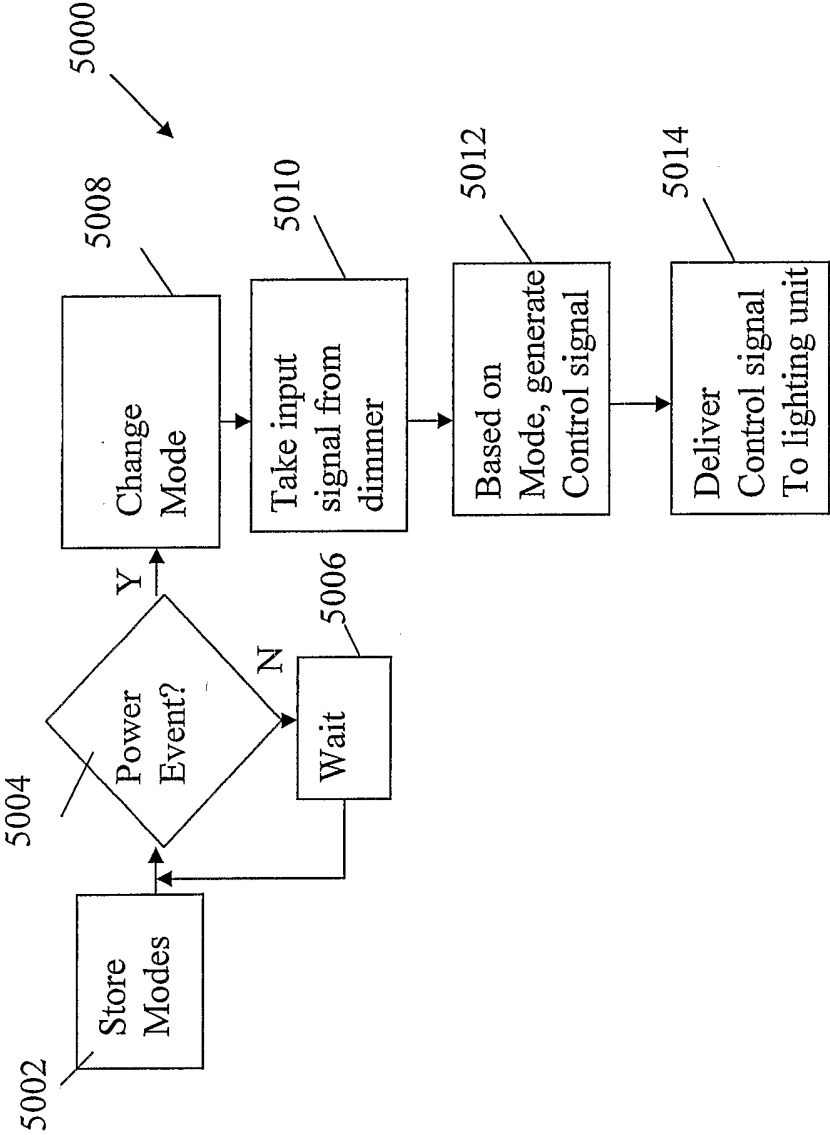 5000
5002
Store
Modes
5004
Power
Event?
Y
N
5006
Wait
5008
Change
Mode
5010
Take input
signal from
dimmer
5012
Based on
Mode, generate
Control signal
5014
Deliver
Control signal
To lighting unit